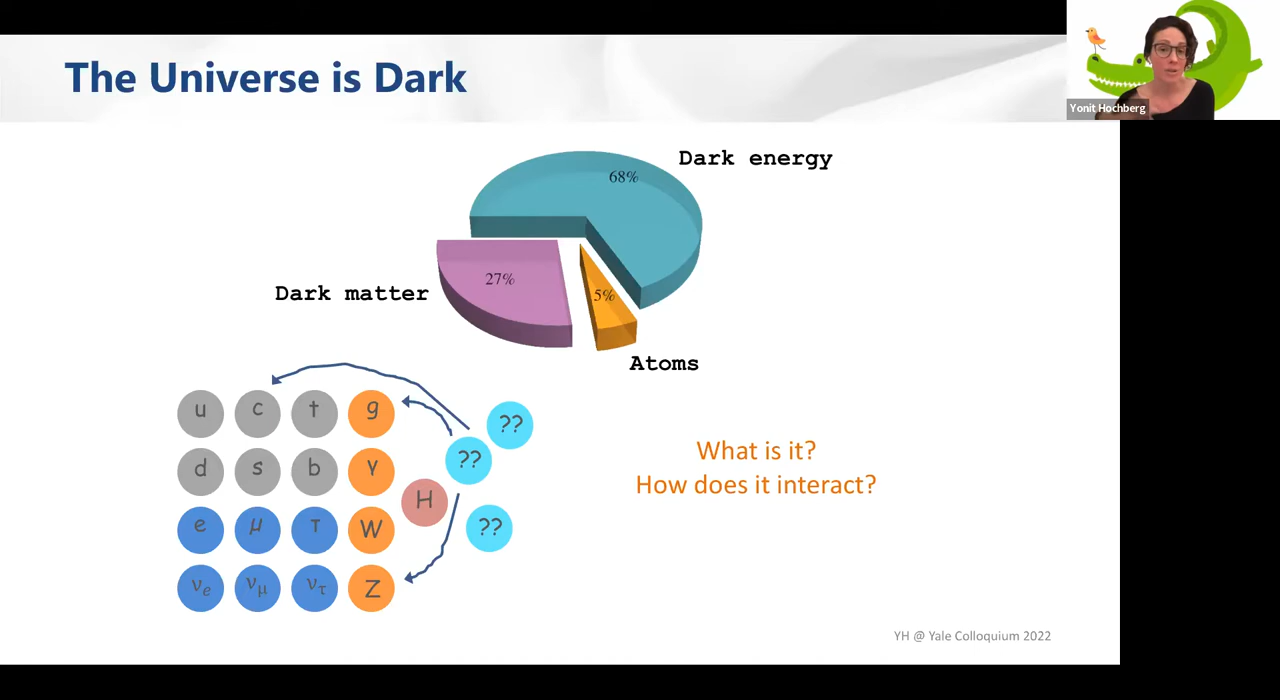 The Universe is Dark
Yonit Hochberg
Dark energy
68%
Dark matter
27%
5%
Atoms
u c t g
??
d s b γ
??
H
e μ τ W
??
νe νμ ντ Z
What is it?
How does it interact?
YH @ Yale Colloquium 2022